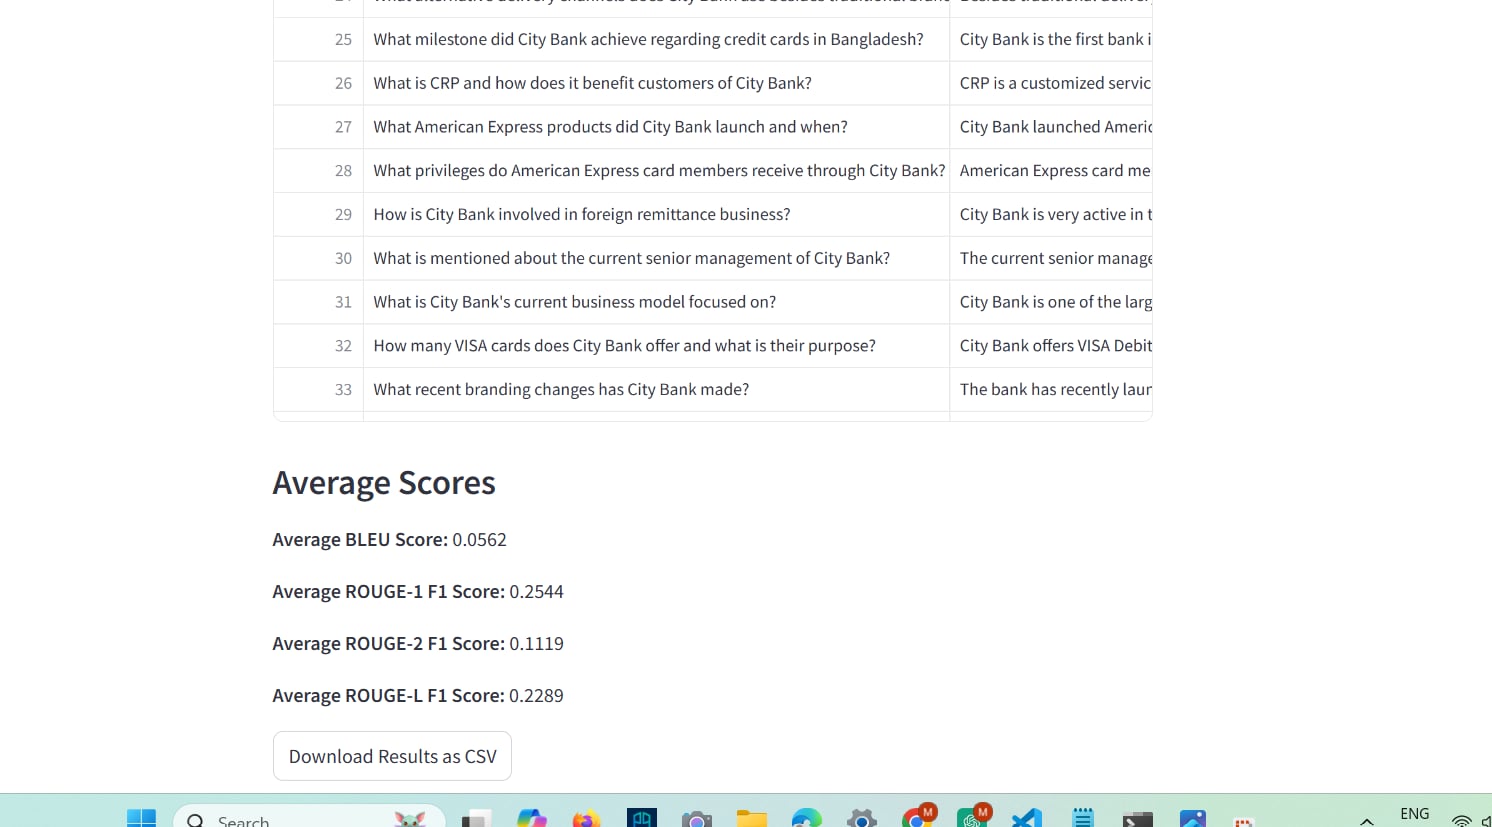 25 What milestone did City Bank achieve regarding credit cards in Bangladesh? City Bank is the first bank i
26 What is CRP and how does it benefit customers of City Bank? CRP is a customized servic
27 What American Express products did City Bank launch and when? City Bank launched Americ
28 What privileges do American Express card members receive through City Bank? American Express card me
29 How is City Bank involved in foreign remittance business? City Bank is very active in t
30 What is mentioned about the current senior management of City Bank? The current senior manage
31 What is City Bank's current business model focused on? City Bank is one of the larg
32 How many VISA cards does City Bank offer and what is their purpose? City Bank offers VISA Debit
33 What recent branding changes has City Bank made? The bank has recently laun
Average Scores
Average BLEU Score: 0.0562
Average ROUGE-1 F1 Score: 0.2544
Average ROUGE-2 F1 Score: 0.1119
Average ROUGE-L F1 Score: 0.2289
Download Results as CSV
Search
M
M
ENG